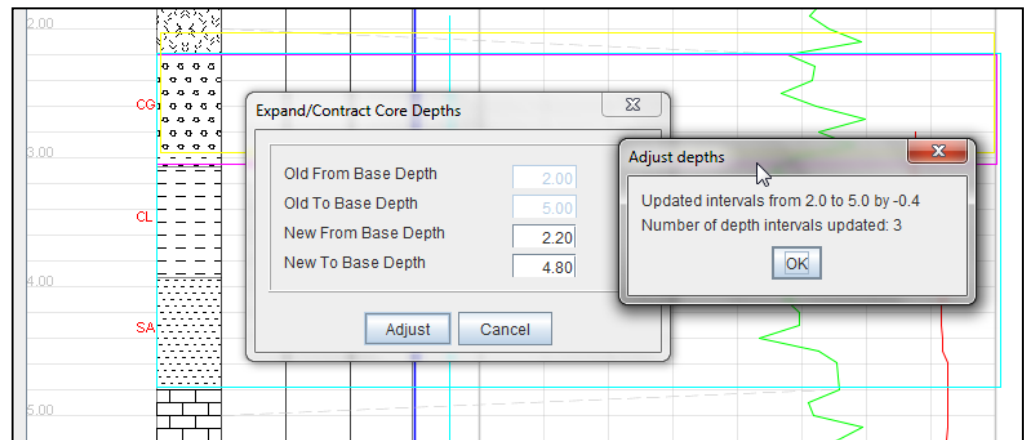 2.00
CG
3.00
CL
4.00
SA
5.00
Expand/Contract Core Depths
Old From Base Depth 2.00
Old To Base Depth 5.00
New From Base Depth 2.20
New To Base Depth 4.80
Adjust Cancel
Adjust depths
Updated intervals from 2.0 to 5.0 by -0.4
Number of depth intervals updated: 3
OK